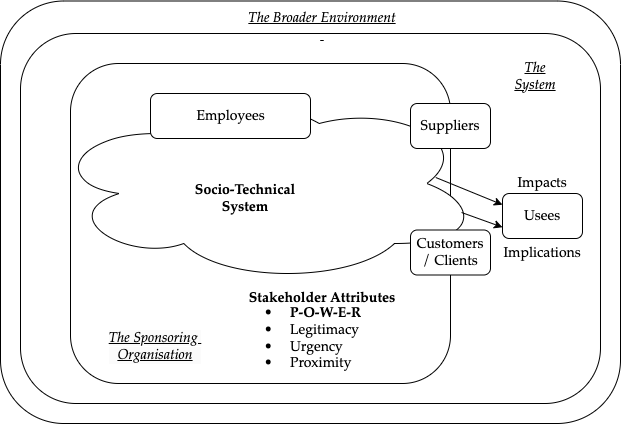 The Broader Environment
-
The
System
Employees
Suppliers
Socio-Technical
System
Impacts
Usees
Implications
Customers
/ Clients
Stakeholder Attributes
• P-O-W-E-R
• Legitimacy
• Urgency
• Proximity
The Sponsoring
Organisation